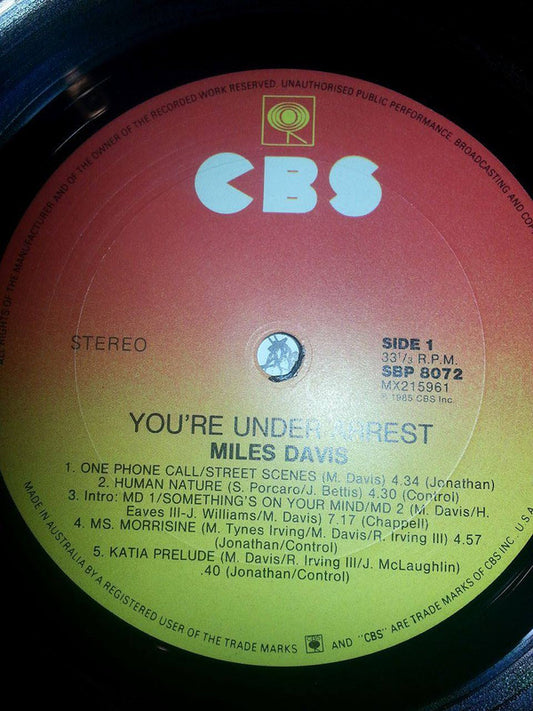 ALL RIGHTS OF THE MANUFACTURER AND OF THE OWNER OF THE RECORDED WORK RESERVED. UNAUTHORISED PUBLIC PERFORMANCE, BROADCASTING AND
CBS
STEREO
SIDE 1
33 1/3 R.P.M.
SBP 8072
MX215961
℗ 1985 CBS Inc.
YOU'RE UNDER ARREST
MILES DAVIS
1. ONE PHONE CALL/STREET SCENES (M. Davis) 4.34 (Jonathan)
2. HUMAN NATURE (S. Porcaro/J. Bettis) 4.30 (Control)
3. Intro: MD 1/SOMETHING'S ON YOUR MIND/MD 2 (M. Davis/H.
Eaves III-J. Williams/M. Davis) 7.17 (Chappell)
4. MS. MORRISINE (M. Tynes Irving/M. Davis/R. Irving III) 4.57
(Jonathan/Control)
5. KATIA PRELUDE (M. Davis/R. Irving III/J. McLaughlin)
.40 (Jonathan/Control)
MADE IN AUSTRALIA BY A REGISTERED USER OF THE TRADE MARKS AND "CBS" ARE TRADE MARKS OF CBS INC. U.S.A.